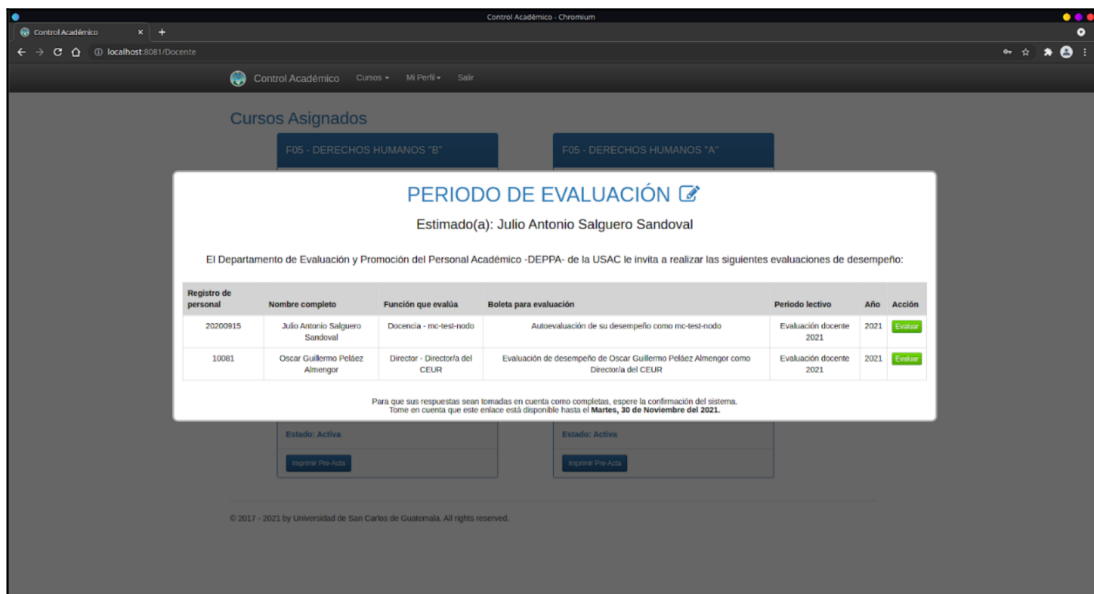 Control Académico - Chromium
Control Académico
localhost:8081/Docente
Control Académico Cursos Mi Perfil Salir
Cursos Asignados
F05 - DERECHOS HUMANOS "B" F05 - DERECHOS HUMANOS "A"
PERIODO DE EVALUACIÓN
Estimado(a): Julio Antonio Salguero Sandoval
El Departamento de Evaluación y Promoción del Personal Académico -DEPPA- de la USAC le invita a realizar las siguientes evaluaciones de desempeño:
Registro de personal Nombre completo Función que evalúa Boleta para evaluación Periodo lectivo Año Acción
20200915 Julio Antonio Salguero Sandoval Docencia - mc-test-nodo Autoevaluación de su desempeño como mc-test-nodo Evaluación docente 2021 2021 Evaluar
10081 Oscar Guillermo Peláez Almengor Director - Director/a del CEUR Evaluación de desempeño de Oscar Guillermo Peláez Almengor como Director/a del CEUR Evaluación docente 2021 2021 Evaluar
Para que sus respuestas sean tomadas en cuenta como completas, espere la confirmación del sistema.
Tome en cuenta que este enlace está disponible hasta el Martes, 30 de Noviembre del 2021.
Estado: Activa Estado: Activa
Imprimir Pre-Acta Imprimir Pre-Acta
© 2017 - 2021 by Universidad de San Carlos de Guatemala. All rights reserved.